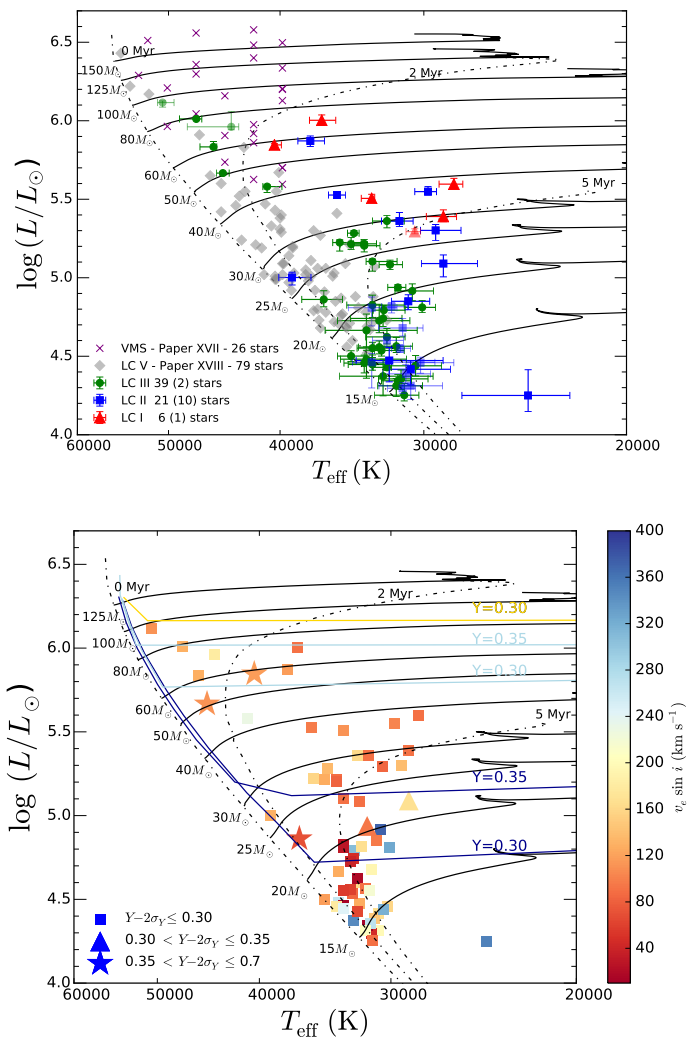 6.5
6.0
5.5
5.0
4.5
4.0
log (L/L⊙)
0 Myr
2 Myr
5 Myr
150M⊙
125M⊙
100M⊙
80M⊙
60M⊙
50M⊙
40M⊙
30M⊙
25M⊙
20M⊙
15M⊙
VMS - Paper XVII - 26 stars
LC V - Paper XVIII - 79 stars
LC III 39 (2) stars
LC II 21 (10) stars
LC I 6 (1) stars
60000 50000 40000 30000 20000
Teff (K)
6.5
6.0
5.5
5.0
4.5
4.0
log (L/L⊙)
0 Myr
2 Myr
5 Myr
125M⊙
100M⊙
80M⊙
60M⊙
50M⊙
40M⊙
30M⊙
25M⊙
20M⊙
15M⊙
Y=0.30
Y=0.35
Y=0.30
Y=0.35
Y=0.30
Y−2σY≤ 0.30
0.30 < Y−2σY ≤ 0.35
0.35 < Y−2σY ≤ 0.7
60000 50000 40000 30000 20000
Teff (K)
400
360
320
280
240
200
160
120
80
40
ve sin i (km s−1)